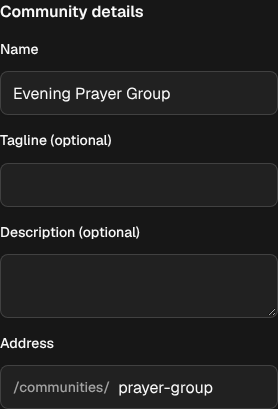 Community details
Name
Evening Prayer Group
Tagline (optional)
Description (optional)
Address
/communities/ prayer-group